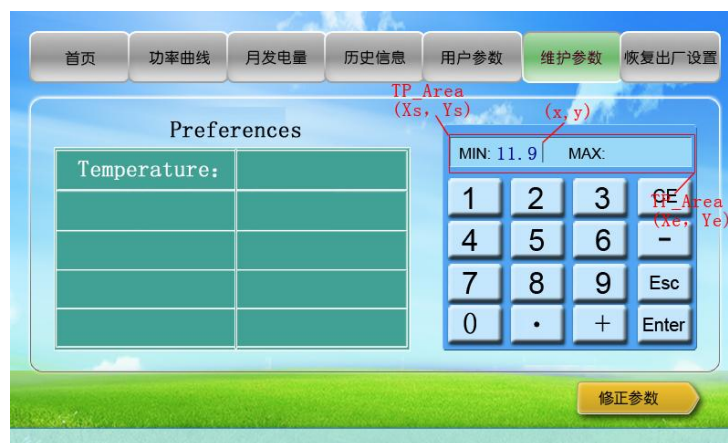 首页 功率曲线 月发电量 历史信息 用户参数 维护参数 恢复出厂设置
TP_Area
(Xs, Ys) (x,y)
Preferences
MIN: 11.9 MAX:
Temperature:
1 2 3 CE
TP_Area
(Xe, Ye)
4 5 6 -
7 8 9 Esc
0 . + Enter
修正参数